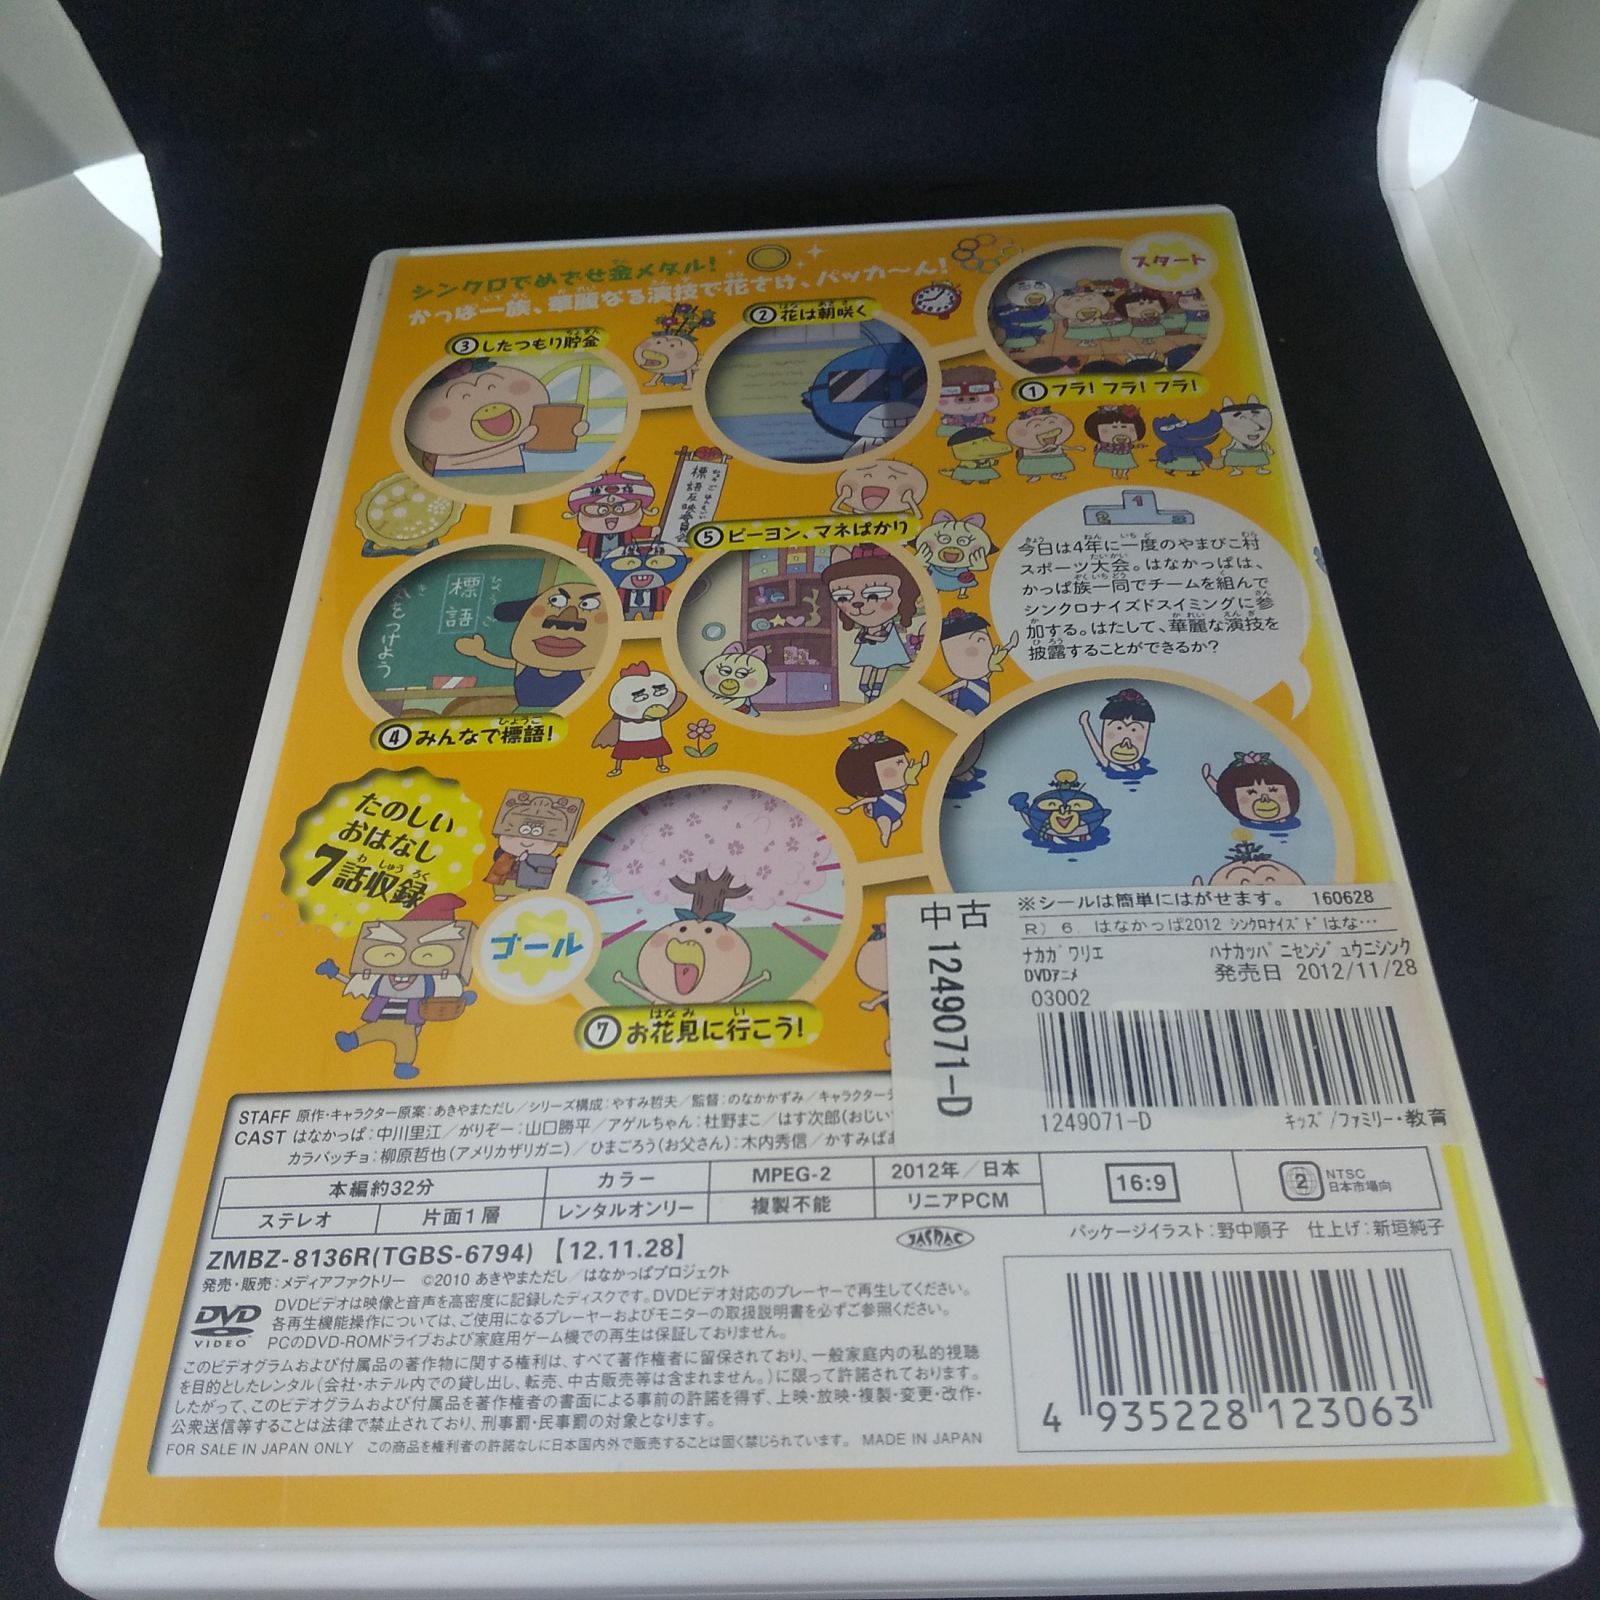 シンクロでめざせ金メダル!
かっぱ一族、華麗なる演技で花さけ、パッカ〜ん!
スタート
①フラ!フラ!フラ!
②花は朝咲く
③したつもり貯金
標語
気をつけよう
④みんなで標語!
⑤ピーヨン、マネばかり
今日は4年に一度のやまびこ村
スポーツ大会。はなかっぱは、
かっぱ族一同でチームを組んで
シンクロナイズドスイミングに参
加する。はたして、華麗な演技を
披露することができるか?
たのしい
おはなし
7話収録
ゴール
⑦お花見に行こう!
中古 1249071-D
※シールは簡単にはがせます。 160628
R) 6. はなかっぱ2012 シンクロナイズドはな…
ナカガワリエ ハナカッパニセンジュウニシンク
DVDアニメ 発売日 2012/11/28
03002
1249071-D キッズ/ファミリー・教育
STAFF 原作・キャラクター原案:あきやまただし/シリーズ構成:やすみ哲夫/監督:のなかかずみ/キャラクターデ
CAST はなかっぱ:中川里江/がりぞー:山口勝平/アゲルちゃん:杜野まこ/はす次郎(おじい
カラバッチョ:柳原哲也(アメリカザリガニ)/ひまごろう(お父さん):木内秀信/かすみばあ
本編約32分 カラー MPEG-2 2012年/日本 16:9 2 NTSC 日本市場向
ステレオ 片面1層 レンタルオンリー 複製不能 リニアPCM
ZMBZ-8136R(TGBS-6794)【12.11.28】
JASRAC
パッケージイラスト:野中順子 仕上げ:新垣純子
発売・販売:メディアファクトリー ©2010 あきやまただし/はなかっぱプロジェクト
DVD VIDEO
DVDビデオは映像と音声を高密度に記録したディスクです。DVDビデオ対応のプレーヤーで再生してください。
各再生機能操作については、ご使用になるプレーヤーおよびモニターの取扱説明書を必ずご参照ください。
PCのDVD-ROMドライブおよび家庭用ゲーム機での再生は保証しておりません。
このビデオグラムおよび付属品の著作物に関する権利は、すべて著作権者に留保されており、一般家庭内の私的視聴
を目的としたレンタル(会社・ホテル内での貸し出し、転売、中古販売等は含まれません。)に限って許諾されております。
したがって、このビデオグラムおよび付属品を著作権者の書面による事前の許諾を得ず、上映・放映・複製・変更・改作・
公衆送信等することは法律で禁止されており、刑事罰・民事罰の対象となります。
FOR SALE IN JAPAN ONLY この商品を権利者の許諾なしに日本国内外で販売することは固く禁じられています。 MADE IN JAPAN
4 935228 123063